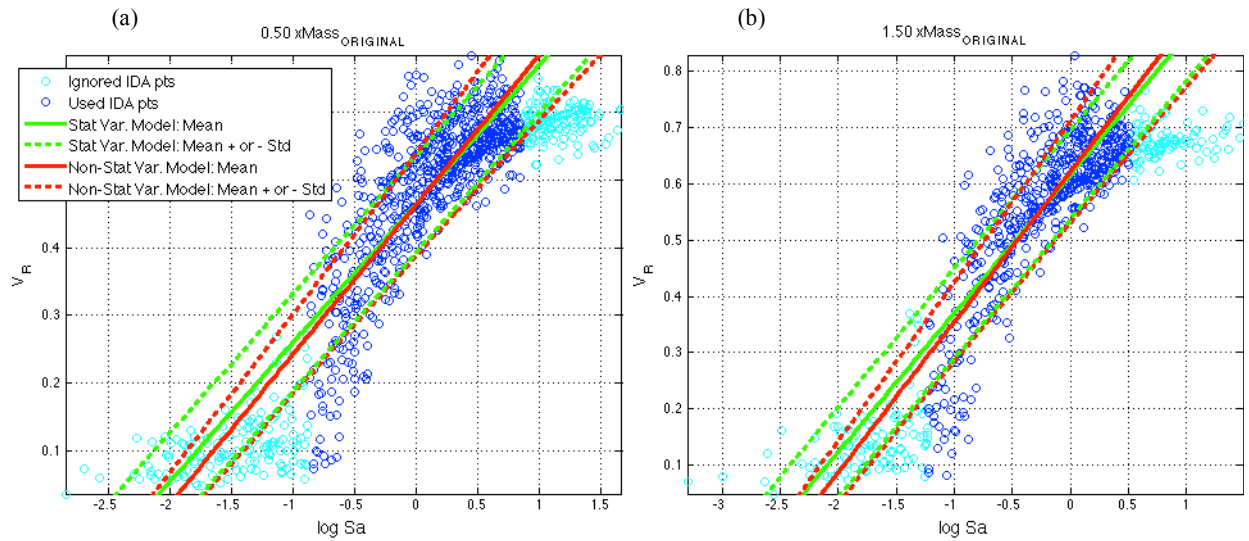 (a)
0.50 xMass_ORIGINAL
Ignored IDA pts
Used IDA pts
Stat Var. Model: Mean
Stat Var. Model: Mean + or - Std
Non-Stat Var. Model: Mean
Non-Stat Var. Model: Mean + or - Std
0.4
0.3
0.2
0.1
V_R
-2.5 -2 -1.5 -1 -0.5 0 0.5 1 1.5
log Sa
(b)
1.50 xMass_ORIGINAL
0.8
0.7
0.6
0.5
0.4
0.3
0.2
0.1
V_R
-3 -2.5 -2 -1.5 -1 -0.5 0 0.5 1
log Sa